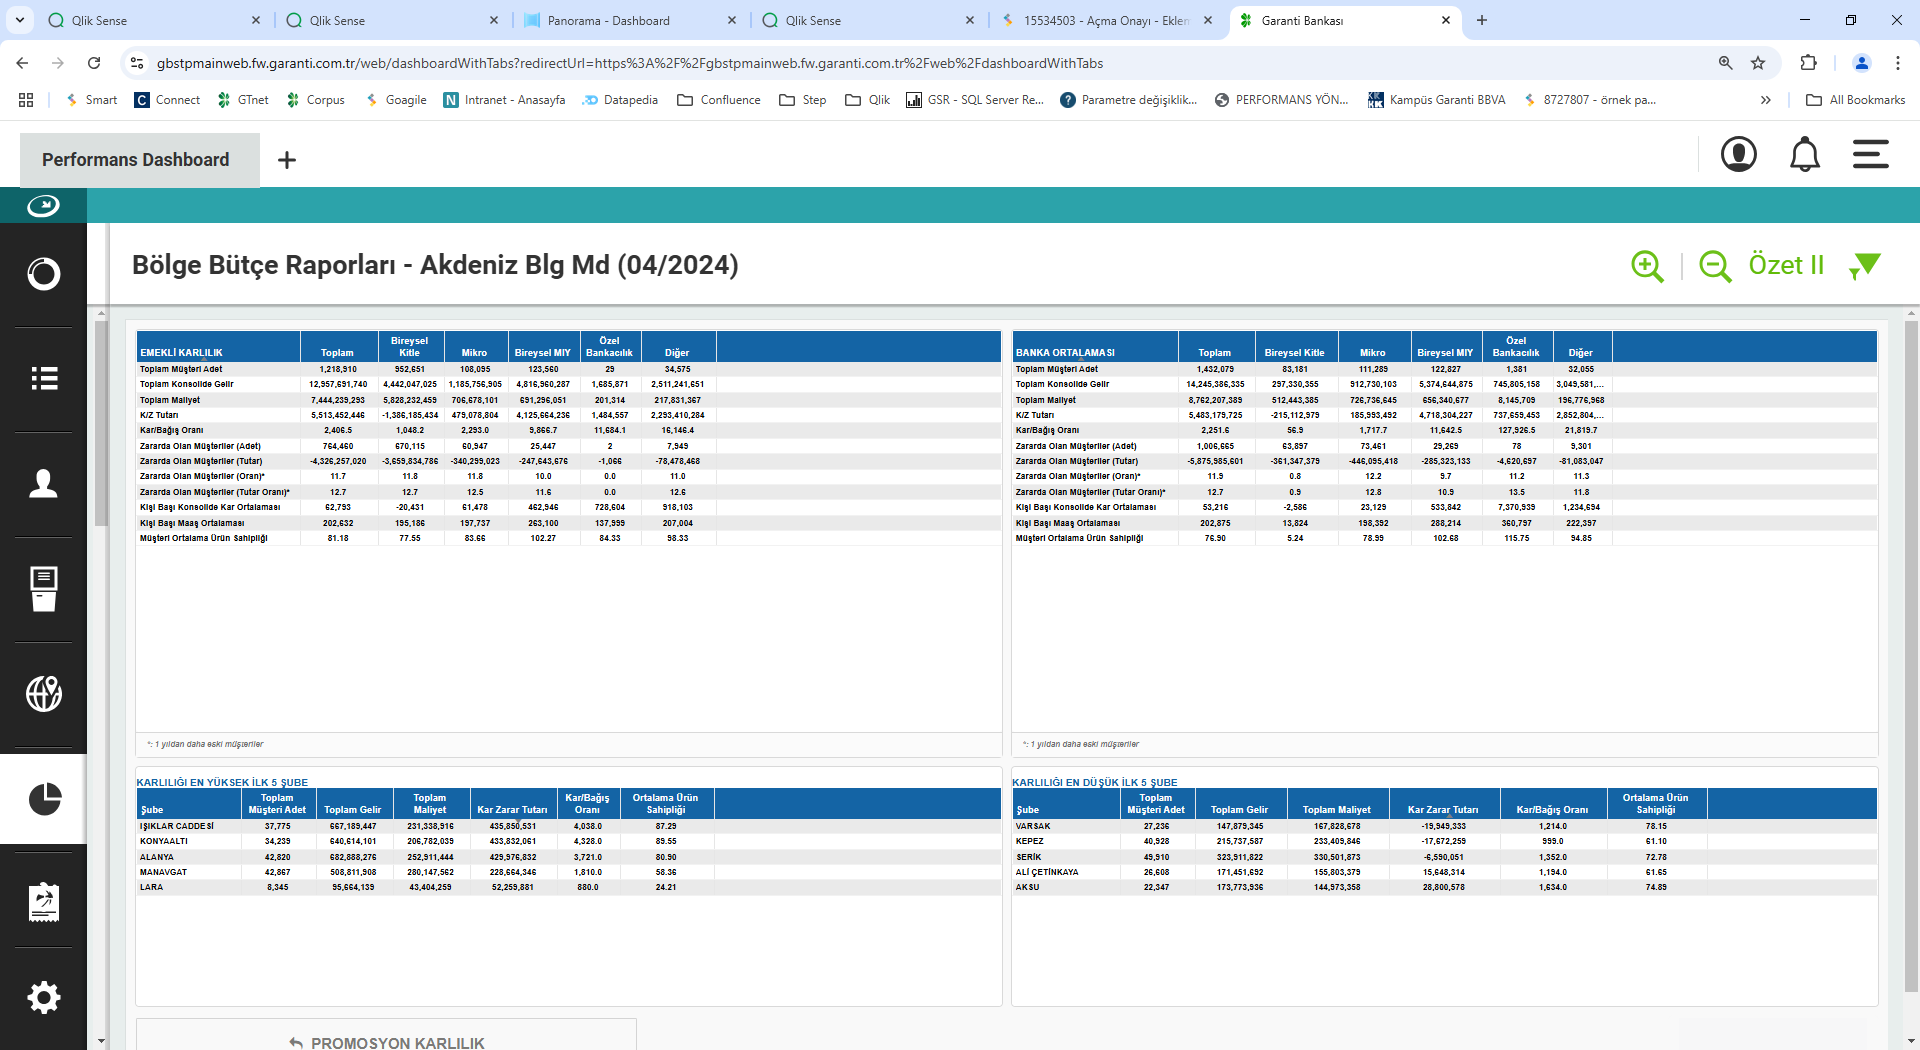 Qlik Sense
Qlik Sense
Panorama - Dashboard
Qlik Sense
15534503 - Açma Onayı - Eklen
Garanti Bankası
gbstpmainweb.fw.garanti.com.tr/web/dashboardWithTabs?redirectUrl=https%3A%2F%2Fgbstpmainweb.fw.garanti.com.tr%2Fweb%2FdashboardWithTabs
Smart Connect GTnet Corpus Goagile Intranet - Anasayfa Datapedia Confluence Step Qlik GSR - SQL Server Re... Parametre değişiklik... PERFORMANS YÖN... Kampüs Garanti BBVA 8727807 - örnek pa... All Bookmarks
Performans Dashboard
Bölge Bütçe Raporları - Akdeniz Blg Md (04/2024)
Özet II
EMEKLİ KARLILIK Toplam Bireysel Kitle Mikro Bireysel MIY Özel Bankacılık Diğer
Toplam Müşteri Adet 1,218,910 952,651 108,095 123,560 29 34,575
Toplam Konsolide Gelir 12,957,691,740 4,442,047,025 1,185,756,905 4,816,960,287 1,685,871 2,511,241,651
Toplam Maliyet 7,444,239,293 5,828,232,459 706,678,101 691,296,051 201,314 217,831,367
K/Z Tutarı 5,513,452,446 -1,386,185,434 479,078,804 4,125,664,236 1,484,557 2,293,410,284
Kar/Bağış Oranı 2,406.5 1,048.2 2,293.0 9,866.7 11,684.1 16,146.4
Zararda Olan Müşteriler (Adet) 764,460 670,115 60,947 25,447 2 7,949
Zararda Olan Müşteriler (Tutar) -4,326,257,020 -3,659,834,786 -340,299,023 -247,643,676 -1,066 -78,478,468
Zararda Olan Müşteriler (Oran)* 11.7 11.8 11.8 10.0 0.0 11.0
Zararda Olan Müşteriler (Tutar Oranı)* 12.7 12.7 12.5 11.6 0.0 12.6
Kişi Başı Konsolide Kar Ortalaması 62,793 -20,431 61,478 462,946 728,604 918,103
Kişi Başı Maaş Ortalaması 202,632 195,186 197,737 263,100 137,999 207,004
Müşteri Ortalama Ürün Sahipliği 81.18 77.55 83.66 102.27 84.33 98.33
*: 1 yıldan daha eski müşteriler
BANKA ORTALAMASI Toplam Bireysel Kitle Mikro Bireysel MIY Özel Bankacılık Diğer
Toplam Müşteri Adet 1,432,079 83,181 111,289 122,827 1,381 32,055
Toplam Konsolide Gelir 14,245,386,335 297,330,355 912,730,103 5,374,644,875 745,805,158 3,049,581,...
Toplam Maliyet 8,762,207,389 512,443,385 726,736,645 656,340,677 8,145,709 196,776,968
K/Z Tutarı 5,483,179,725 -215,112,979 185,993,492 4,718,304,227 737,659,453 2,852,804,...
Kar/Bağış Oranı 2,251.6 56.9 1,717.7 11,642.5 127,926.5 21,819.7
Zararda Olan Müşteriler (Adet) 1,006,665 63,897 73,461 29,269 78 9,301
Zararda Olan Müşteriler (Tutar) -5,875,985,601 -361,347,379 -446,095,418 -285,323,133 -4,620,697 -81,083,047
Zararda Olan Müşteriler (Oran)* 11.9 0.8 12.2 9.7 11.2 11.3
Zararda Olan Müşteriler (Tutar Oranı)* 12.7 0.9 12.8 10.9 13.5 11.8
Kişi Başı Konsolide Kar Ortalaması 53,216 -2,586 23,129 533,842 7,370,939 1,234,694
Kişi Başı Maaş Ortalaması 202,875 13,824 198,392 288,214 360,797 222,397
Müşteri Ortalama Ürün Sahipliği 76.90 5.24 78.99 102.68 115.75 94.85
*: 1 yıldan daha eski müşteriler
KARLILIĞI EN YÜKSEK İLK 5 ŞUBE
Şube Toplam Müşteri Adet Toplam Gelir Toplam Maliyet Kar Zarar Tutarı Kar/Bağış Oranı Ortalama Ürün Sahipliği
IŞIKLAR CADDESİ 37,775 667,189,447 231,338,916 435,850,531 4,038.0 87.29
KONYAALTI 34,239 640,614,101 206,782,039 433,832,061 4,328.0 89.55
ALANYA 42,820 682,888,276 252,911,444 429,976,832 3,721.0 80.90
MANAVGAT 42,867 508,811,908 280,147,562 228,664,346 1,810.0 58.36
LARA 8,345 95,664,139 43,404,259 52,259,881 880.0 24.21
KARLILIĞI EN DÜŞÜK İLK 5 ŞUBE
Şube Toplam Müşteri Adet Toplam Gelir Toplam Maliyet Kar Zarar Tutarı Kar/Bağış Oranı Ortalama Ürün Sahipliği
VARSAK 27,236 147,879,345 167,828,678 -19,949,333 1,214.0 78.15
KEPEZ 40,928 215,737,587 233,409,846 -17,672,259 999.0 61.10
SERİK 49,910 323,911,822 330,501,873 -6,590,051 1,352.0 72.78
ALİ ÇETİNKAYA 26,608 171,451,692 155,803,379 15,648,314 1,194.0 61.65
AKSU 22,347 173,773,936 144,973,358 28,800,578 1,634.0 74.89
PROMOSYON KARLILIK